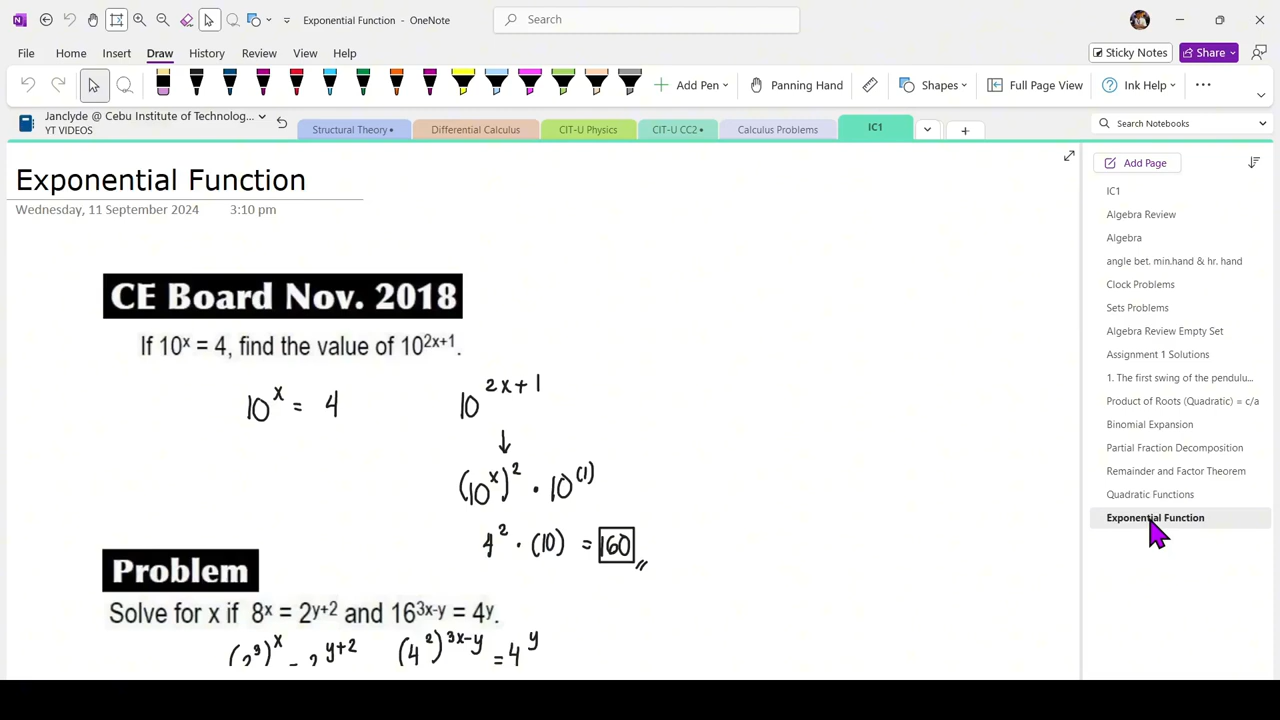 Exponential Function - OneNote
Search
File Home Insert Draw History Review View Help
Sticky Notes Share
Add Pen Panning Hand Shapes Full Page View Ink Help
Janclyde @ Cebu Institute of Technolog...
YT VIDEOS
Structural Theory Differential Calculus CIT-U Physics CIT-U CC2 Calculus Problems IC1
Search Notebooks
Exponential Function
Wednesday, 11 September 2024 3:10 pm
CE Board Nov. 2018
If 10ˣ = 4, find the value of 10²ˣ⁺¹.
10ˣ = 4 10²ˣ⁺¹
↓
(10ˣ)² · 10⁽¹⁾
4² · (10) = 160
Problem
Solve for x if 8ˣ = 2ʸ⁺² and 16³ˣ⁻ʸ = 4ʸ.
(2³)ˣ = 2ʸ⁺² (4²)³ˣ⁻ʸ = 4ʸ
Add Page
IC1
Algebra Review
Algebra
angle bet. min.hand & hr. hand
Clock Problems
Sets Problems
Algebra Review Empty Set
Assignment 1 Solutions
1. The first swing of the pendulu...
Product of Roots (Quadratic) = c/a
Binomial Expansion
Partial Fraction Decomposition
Remainder and Factor Theorem
Quadratic Functions
Exponential Function